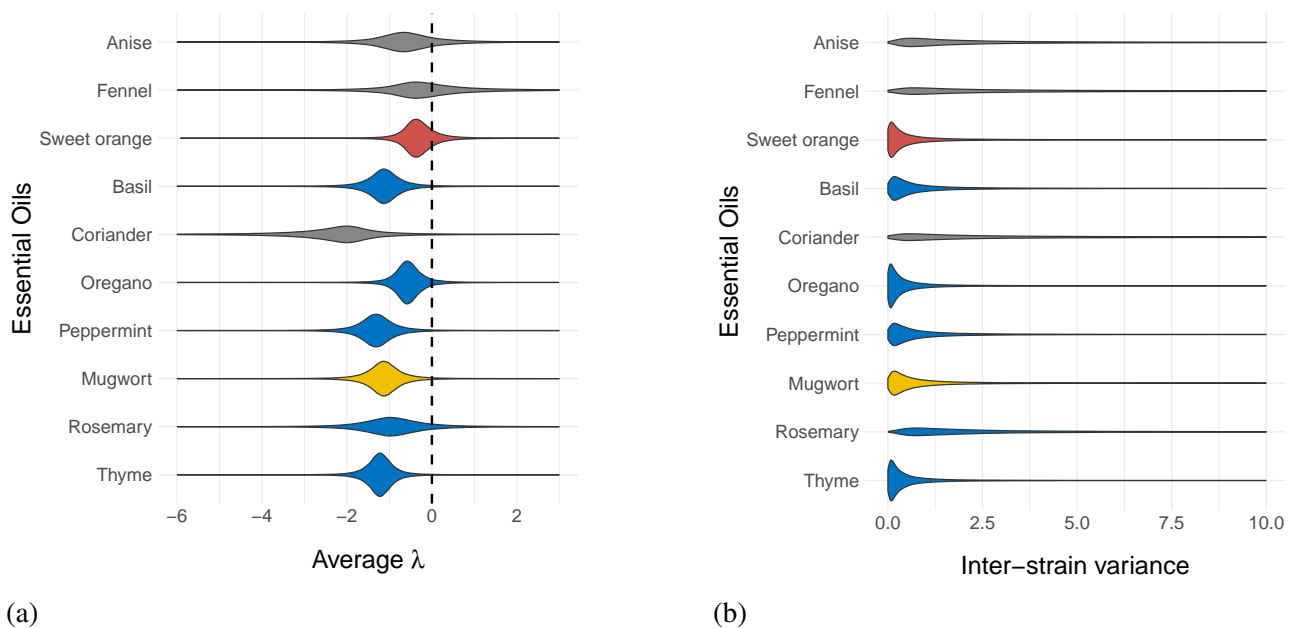 Essential Oils
Anise
Fennel
Sweet orange
Basil
Coriander
Oregano
Peppermint
Mugwort
Rosemary
Thyme
−6 −4 −2 0 2
Average λ
(a)
Essential Oils
Anise
Fennel
Sweet orange
Basil
Coriander
Oregano
Peppermint
Mugwort
Rosemary
Thyme
0.0 2.5 5.0 7.5 10.0
Inter−strain variance
(b)